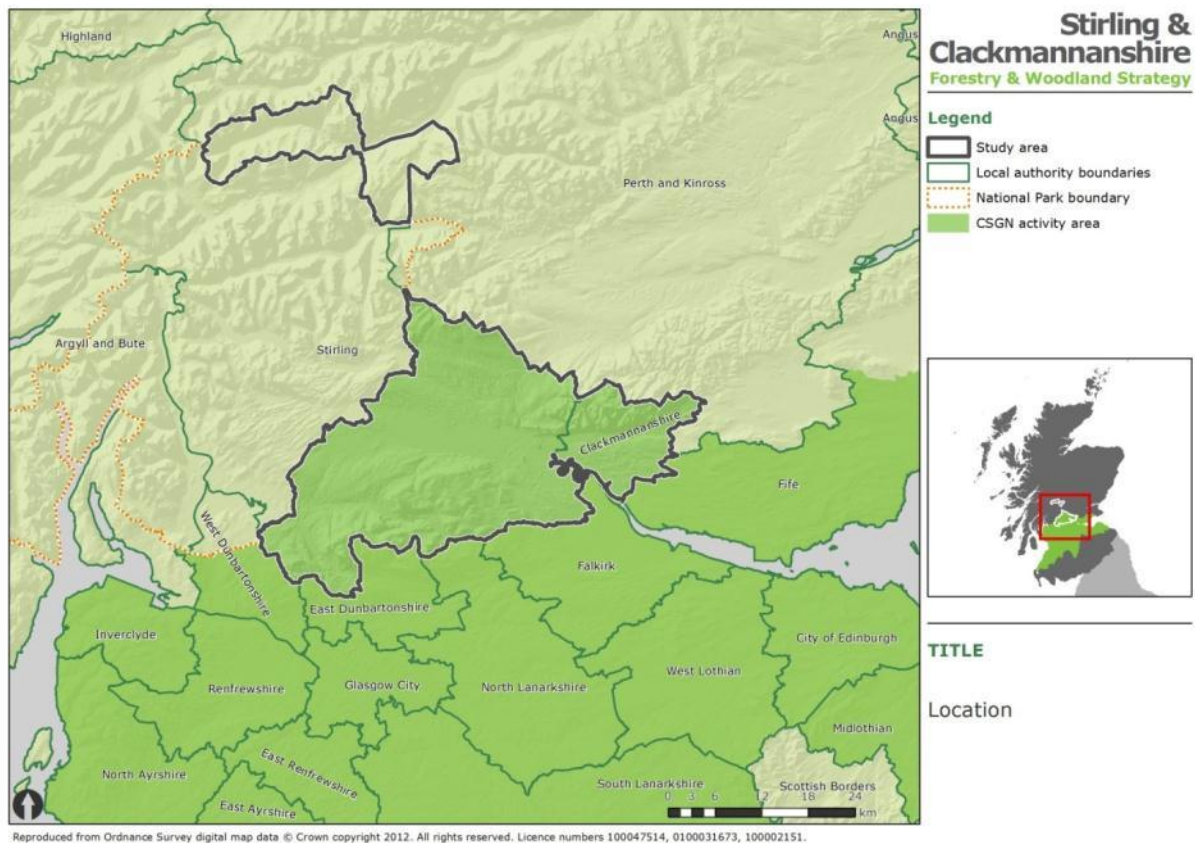 Stirling &
Clackmannanshire
Forestry & Woodland Strategy
Legend
Study area
Local authority boundaries
National Park boundary
CSGN activity area
TITLE
Location
Highland
Angus
Angus
Perth and Kinross
Argyll and Bute
Stirling
Clackmannanshire
Fife
West Dunbartonshire
Falkirk
East Dunbartonshire
Inverclyde
City of Edinburgh
Renfrewshire
Glasgow City
North Lanarkshire
West Lothian
Midlothian
North Ayrshire
East Renfrewshire
South Lanarkshire
Scottish Borders
East Ayrshire
0 3 6 12 18 24
km
Reproduced from Ordnance Survey digital map data © Crown copyright 2012. All rights reserved. Licence numbers 100047514, 0100031673, 100002151.